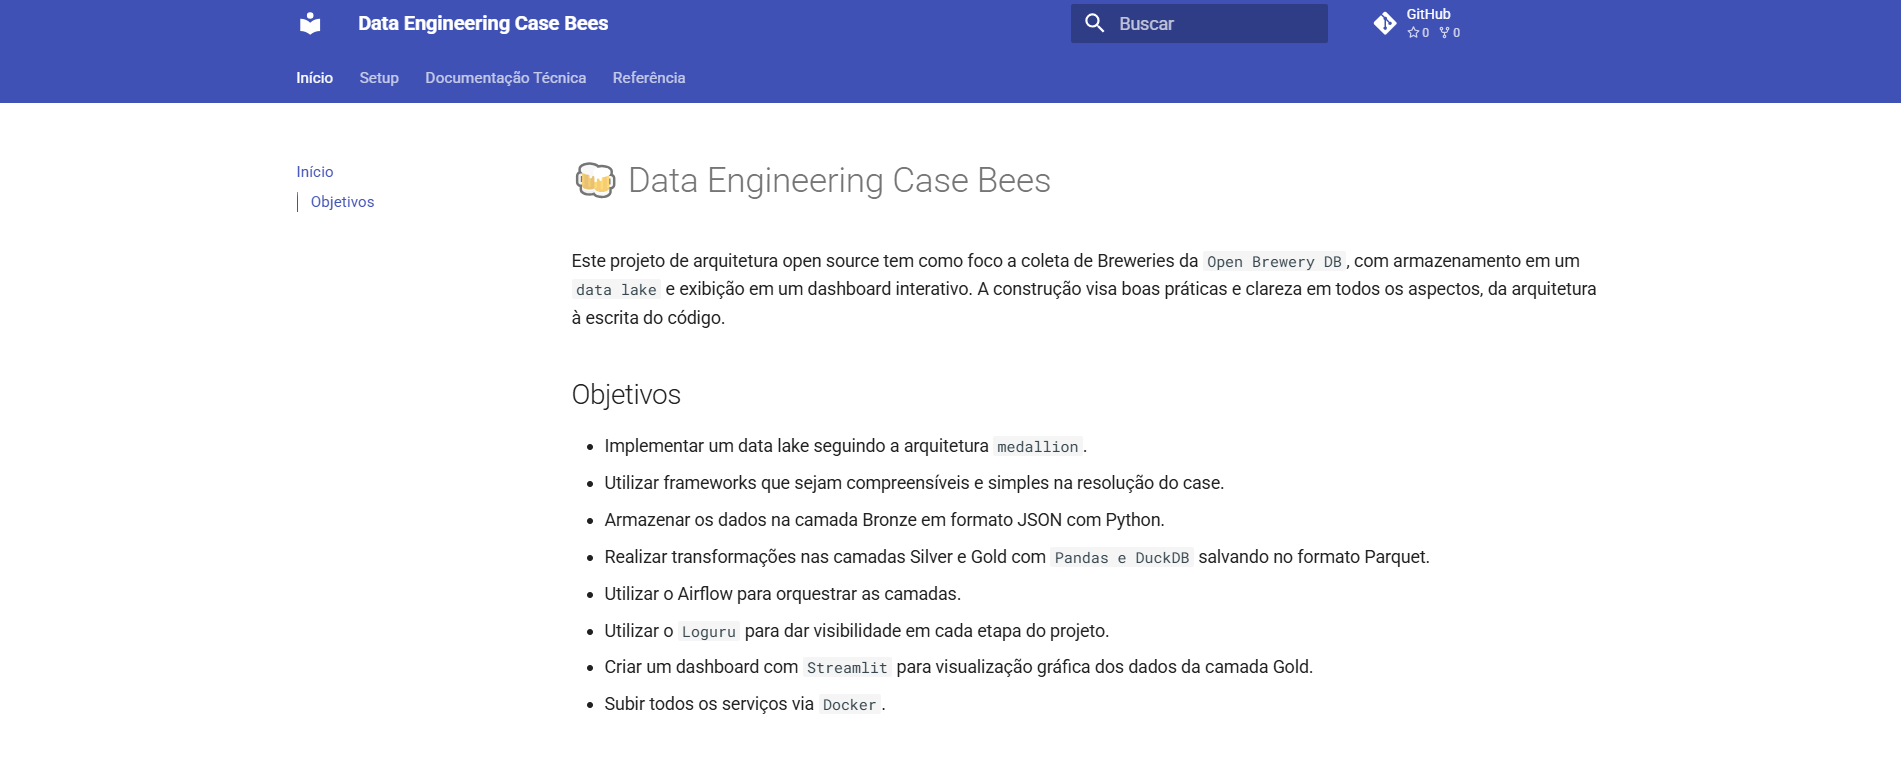 Data Engineering Case Bees
Buscar
GitHub
0 0
Início Setup Documentação Técnica Referência
Início
Objetivos
Data Engineering Case Bees
Este projeto de arquitetura open source tem como foco a coleta de Breweries da Open Brewery DB, com armazenamento em um
data lake e exibição em um dashboard interativo. A construção visa boas práticas e clareza em todos os aspectos, da arquitetura
à escrita do código.
Objetivos
• Implementar um data lake seguindo a arquitetura medallion.
• Utilizar frameworks que sejam compreensíveis e simples na resolução do case.
• Armazenar os dados na camada Bronze em formato JSON com Python.
• Realizar transformações nas camadas Silver e Gold com Pandas e DuckDB salvando no formato Parquet.
• Utilizar o Airflow para orquestrar as camadas.
• Utilizar o Loguru para dar visibilidade em cada etapa do projeto.
• Criar um dashboard com Streamlit para visualização gráfica dos dados da camada Gold.
• Subir todos os serviços via Docker.